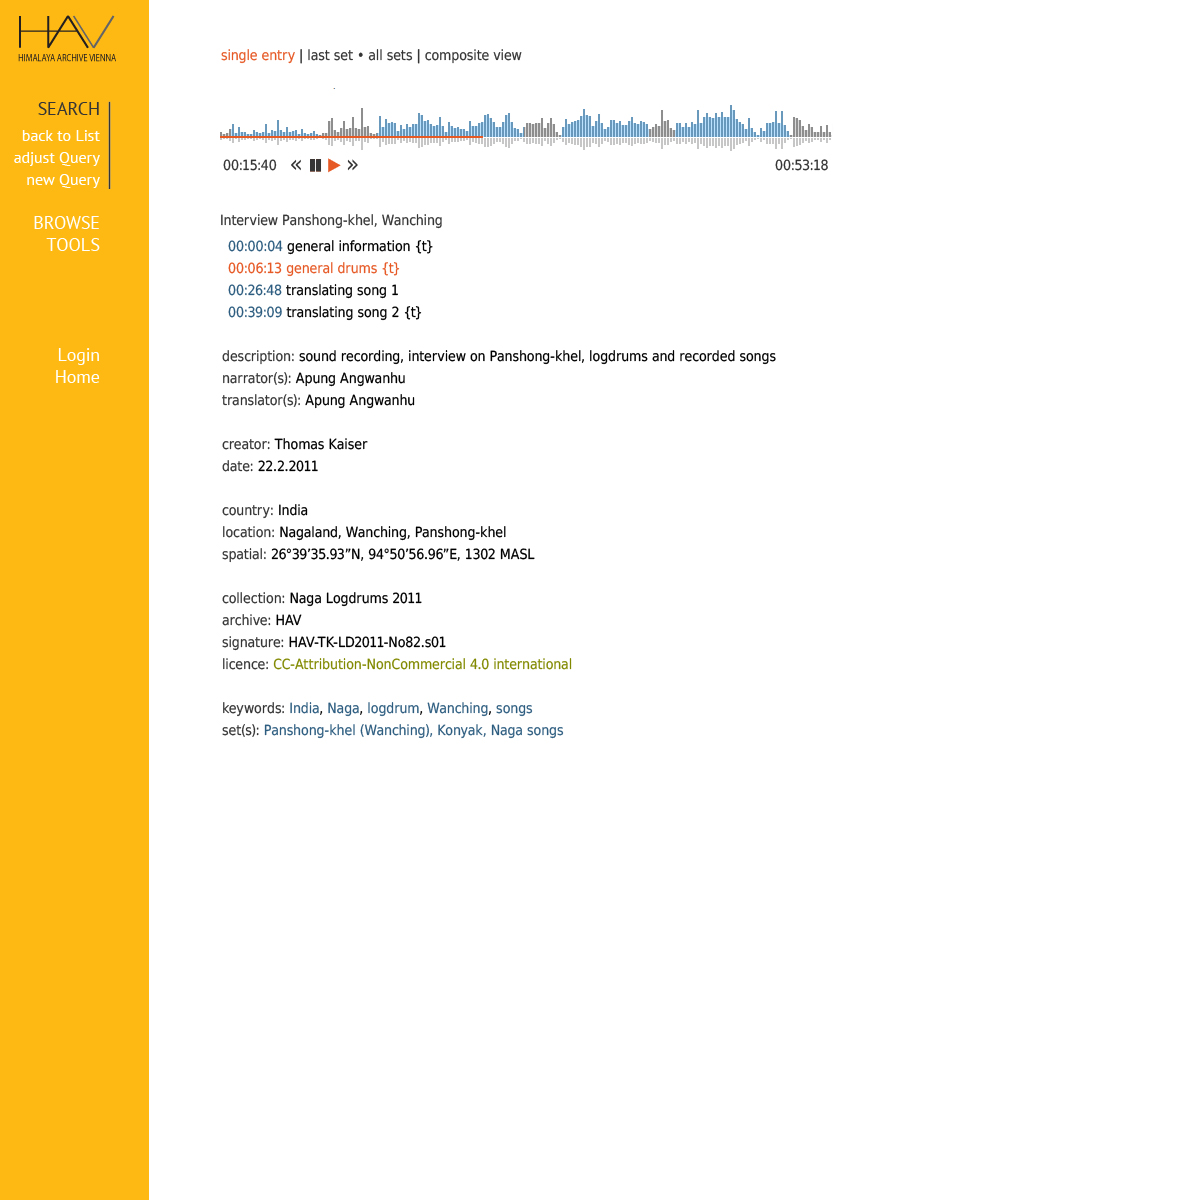 HAV
HIMALAYA ARCHIVE VIENNA
SEARCH
back to List
adjust Query
new Query
BROWSE
TOOLS
Login
Home
single entry | last set • all sets | composite view
00:15:40
00:53:18
Interview Panshong-khel, Wanching
00:00:04 general information {t}
00:06:13 general drums {t}
00:26:48 translating song 1
00:39:09 translating song 2 {t}
description: sound recording, interview on Panshong-khel, logdrums and recorded songs
narrator(s): Apung Angwanhu
translator(s): Apung Angwanhu
creator: Thomas Kaiser
date: 22.2.2011
country: India
location: Nagaland, Wanching, Panshong-khel
spatial: 26°39′35.93″N, 94°50′56.96″E, 1302 MASL
collection: Naga Logdrums 2011
archive: HAV
signature: HAV-TK-LD2011-No82.s01
licence: CC-Attribution-NonCommercial 4.0 international
keywords: India, Naga, logdrum, Wanching, songs
set(s): Panshong-khel (Wanching), Konyak, Naga songs